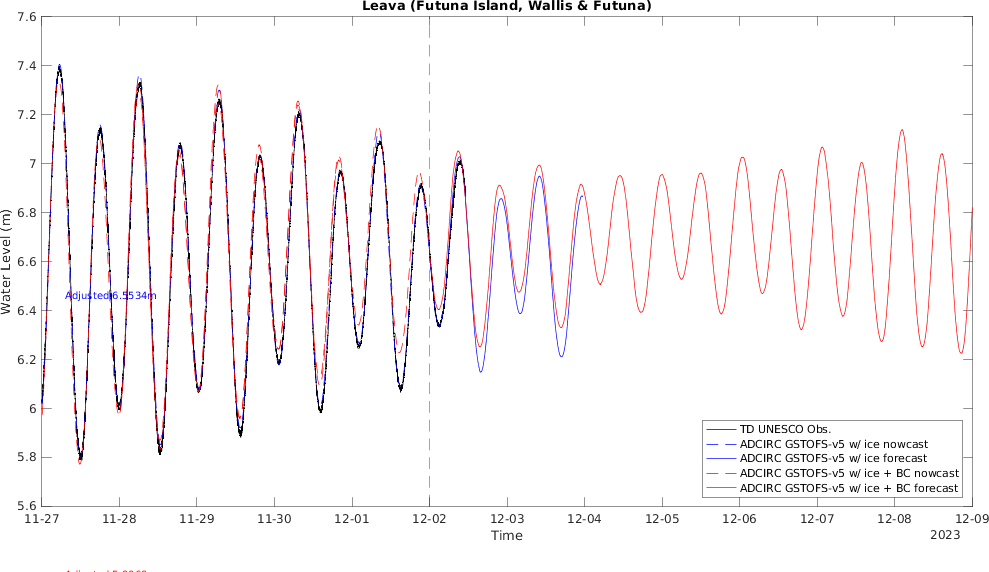 Leava (Futuna Island, Wallis & Futuna)
7.6
7.4
7.2
7
6.8
6.6
6.4
6.2
6
5.8
5.6
Water Level (m)
Adjusted 6.5534m
TD UNESCO Obs.
ADCIRC GSTOFS-v5 w/ ice nowcast
ADCIRC GSTOFS-v5 w/ ice forecast
ADCIRC GSTOFS-v5 w/ ice + BC nowcast
ADCIRC GSTOFS-v5 w/ ice + BC forecast
11-27 11-28 11-29 11-30 12-01 12-02 12-03 12-04 12-05 12-06 12-07 12-08 12-09
Time
2023